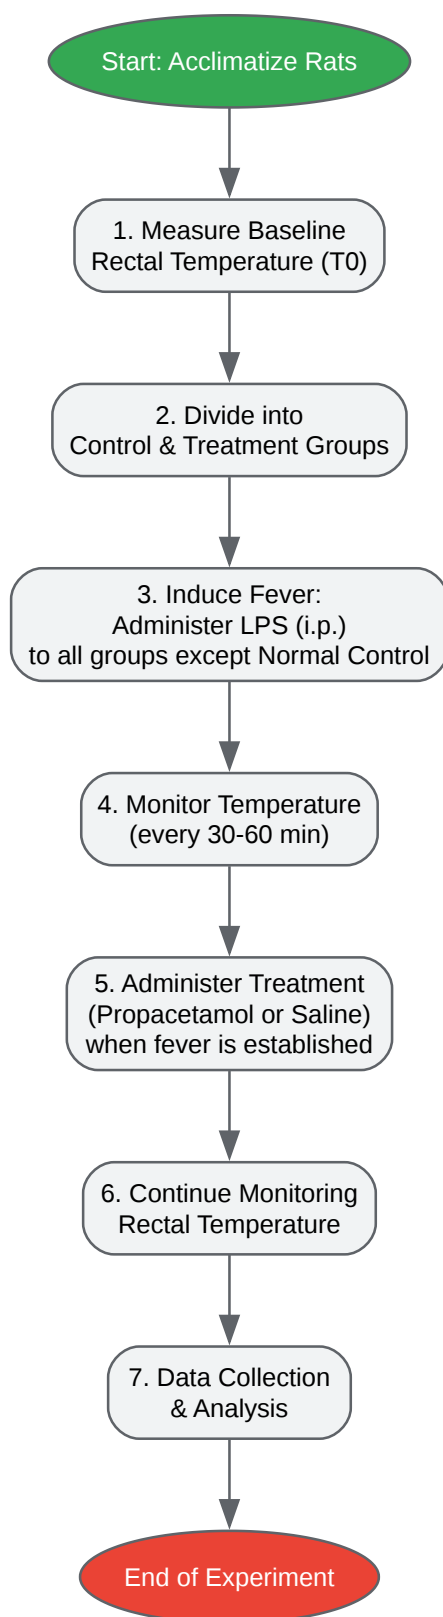 Start: Acclimatize Rats
1. Measure Baseline
Rectal Temperature (T0)
2. Divide into
Control & Treatment Groups
3. Induce Fever:
Administer LPS (i.p.)
to all groups except Normal Control
4. Monitor Temperature
(every 30-60 min)
5. Administer Treatment
(Propacetamol or Saline)
when fever is established
6. Continue Monitoring
Rectal Temperature
7. Data Collection
& Analysis
End of Experiment